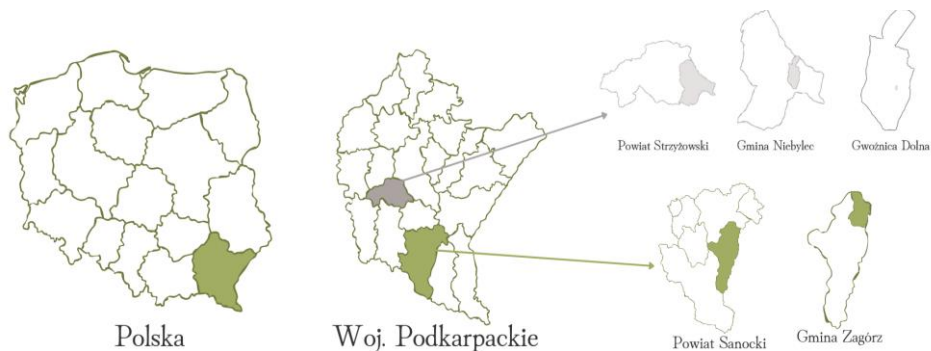 Powiat Strzyżowski
Gmina Niebylec
Gwoźnica Dolna
Polska
Woj. Podkarpackie
Powiat Sanocki
Gmina Zagórz